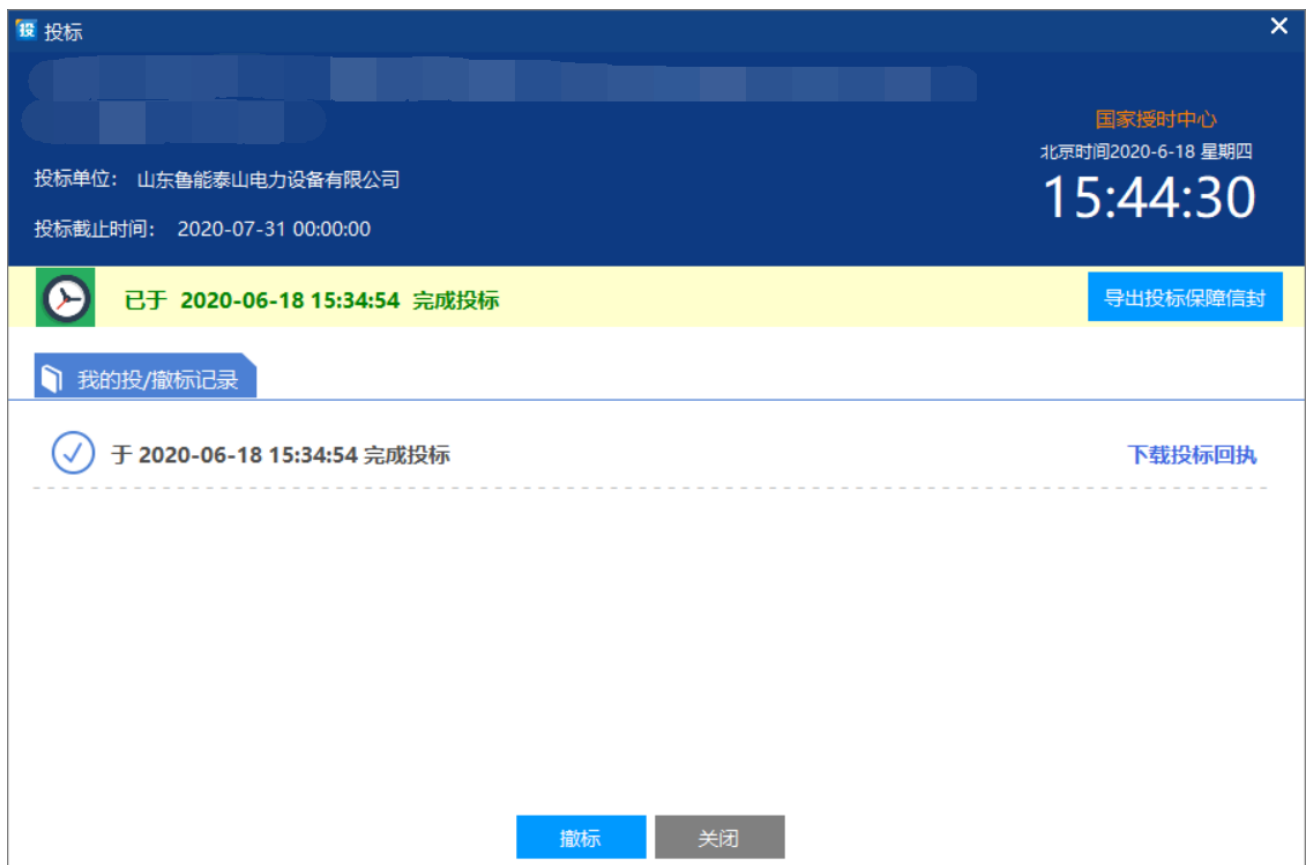 投 投标
国家授时中心
北京时间2020-6-18 星期四
15:44:30
投标单位： 山东鲁能泰山电力设备有限公司
投标截止时间： 2020-07-31 00:00:00
已于 2020-06-18 15:34:54 完成投标
导出投标保障信封
我的投/撤标记录
于 2020-06-18 15:34:54 完成投标
下载投标回执
撤标
关闭